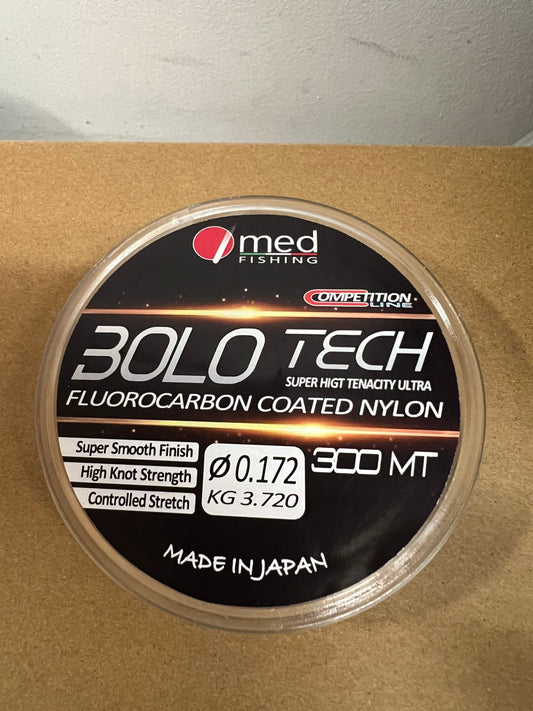 med
FISHING
COMPETITION
LINE
BOLO TECH
SUPER HIGT TENACITY ULTRA
FLUOROCARBON COATED NYLON
Super Smooth Finish
High Knot Strength
Controlled Stretch
Ø 0.172
KG 3.720
300 MT
MADE IN JAPAN